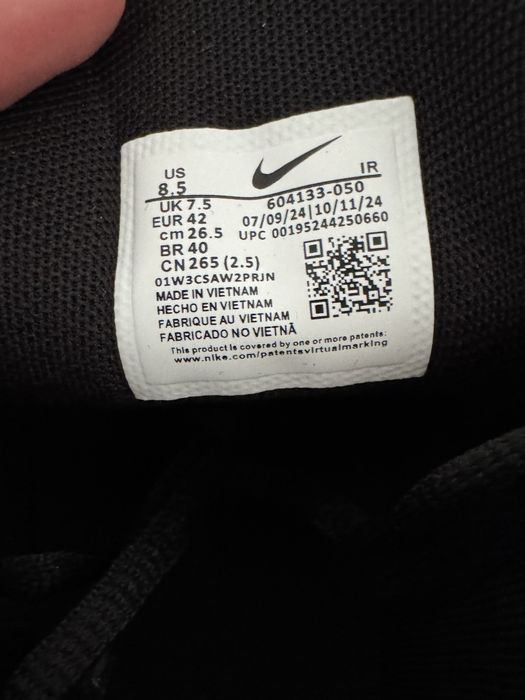 US
8.5
IR
UK 7.5
604133-050
EUR 42
07/09/24|10/11/24
cm 26.5
UPC 00195244250660
BR 40
CN 265 (2.5)
01W3CSAW2PRJN
MADE IN VIETNAM
HECHO EN VIETNAM
FABRIQUE AU VIETNAM
FABRICADO NO VIETNÃ
This product is covered by one or more patents:
www.nike.com/patentsvirtualmarking